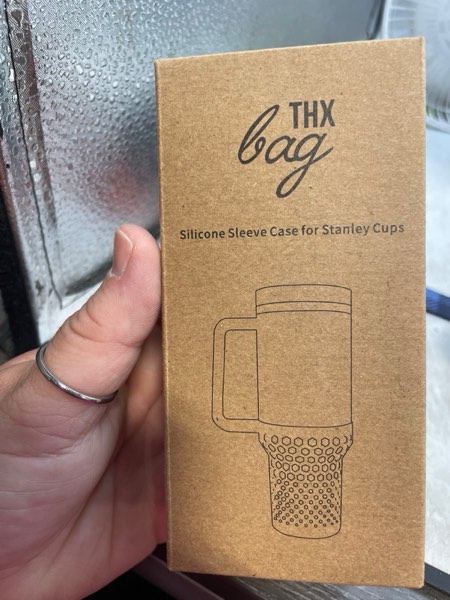 THX
bag
Silicone Sleeve Case for Stanley Cups